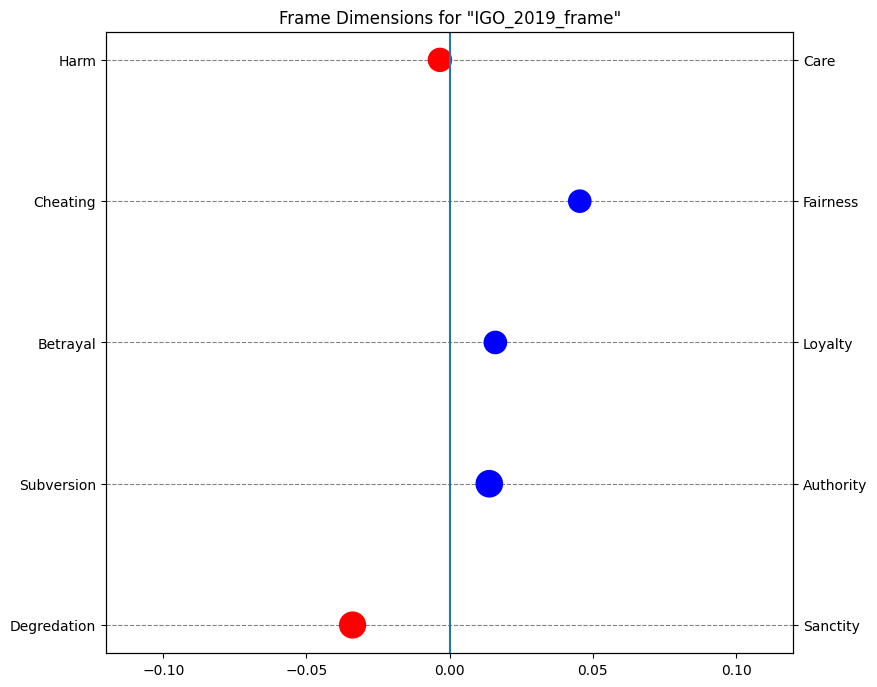 Frame Dimensions for "IGO_2019_frame"
Harm Care
Cheating Fairness
Betrayal Loyalty
Subversion Authority
Degredation Sanctity
−0.10 −0.05 0.00 0.05 0.10